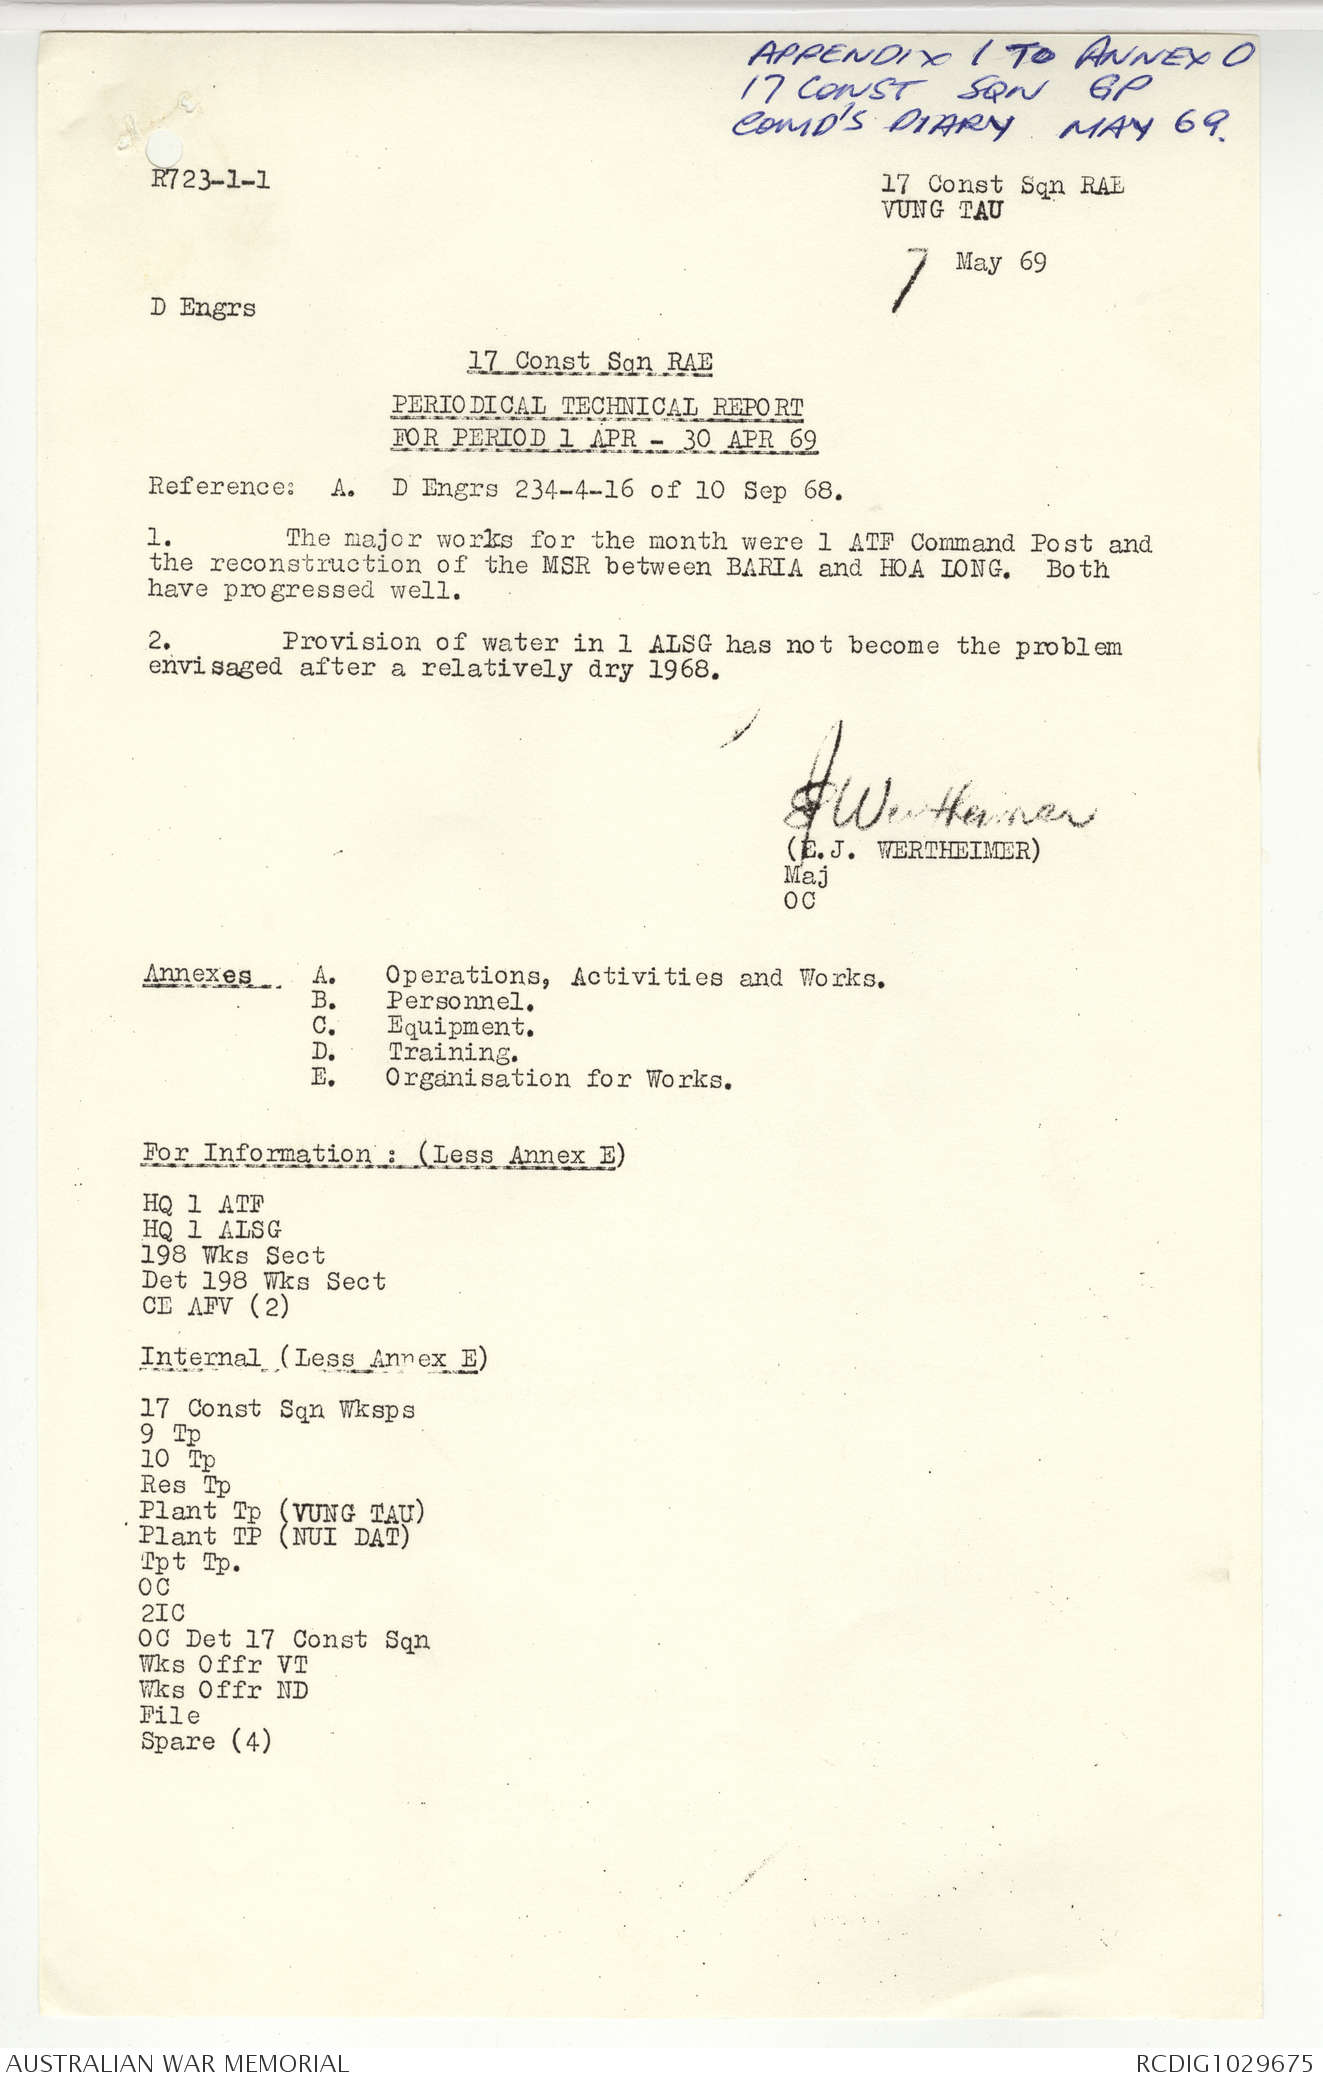 APPENDIX 1 TO ANNEX O
17 CONST SQN GP
COMD'S DIARY MAY 69.
R723-1-1
17 Const Sqn RAE
VUNG TAU
7 May 69
D Engrs
17 Const Sqn RAE
PERIODICAL TECHNICAL REPORT
FOR PERIOD 1 APR - 30 APR 69
Reference: A. D Engrs 234-4-16 of 10 Sep 68.
1. The major works for the month were 1 ATF Command Post and
the reconstruction of the MSR between BARIA and HOA LONG. Both
have progressed well.
2. Provision of water in 1 ALSG has not become the problem
envisaged after a relatively dry 1968.
EJWertheimer
(E.J. WERTHEIMER)
Maj
OC
Annexes A. Operations, Activities and Works.
B. Personnel.
C. Equipment.
D. Training.
E. Organisation for Works.
For Information : (Less Annex E)
HQ 1 ATF
HQ 1 ALSG
198 Wks Sect
Det 198 Wks Sect
CE AFV (2)
Internal (Less Annex E)
17 Const Sqn Wksps
9 Tp
10 Tp
Res Tp
Plant Tp (VUNG TAU)
Plant TP (NUI DAT)
Tpt Tp.
OC
2IC
OC Det 17 Const Sqn
Wks Offr VT
Wks Offr ND
File
Spare (4)
AUSTRALIAN WAR MEMORIAL
RCDIG1029675